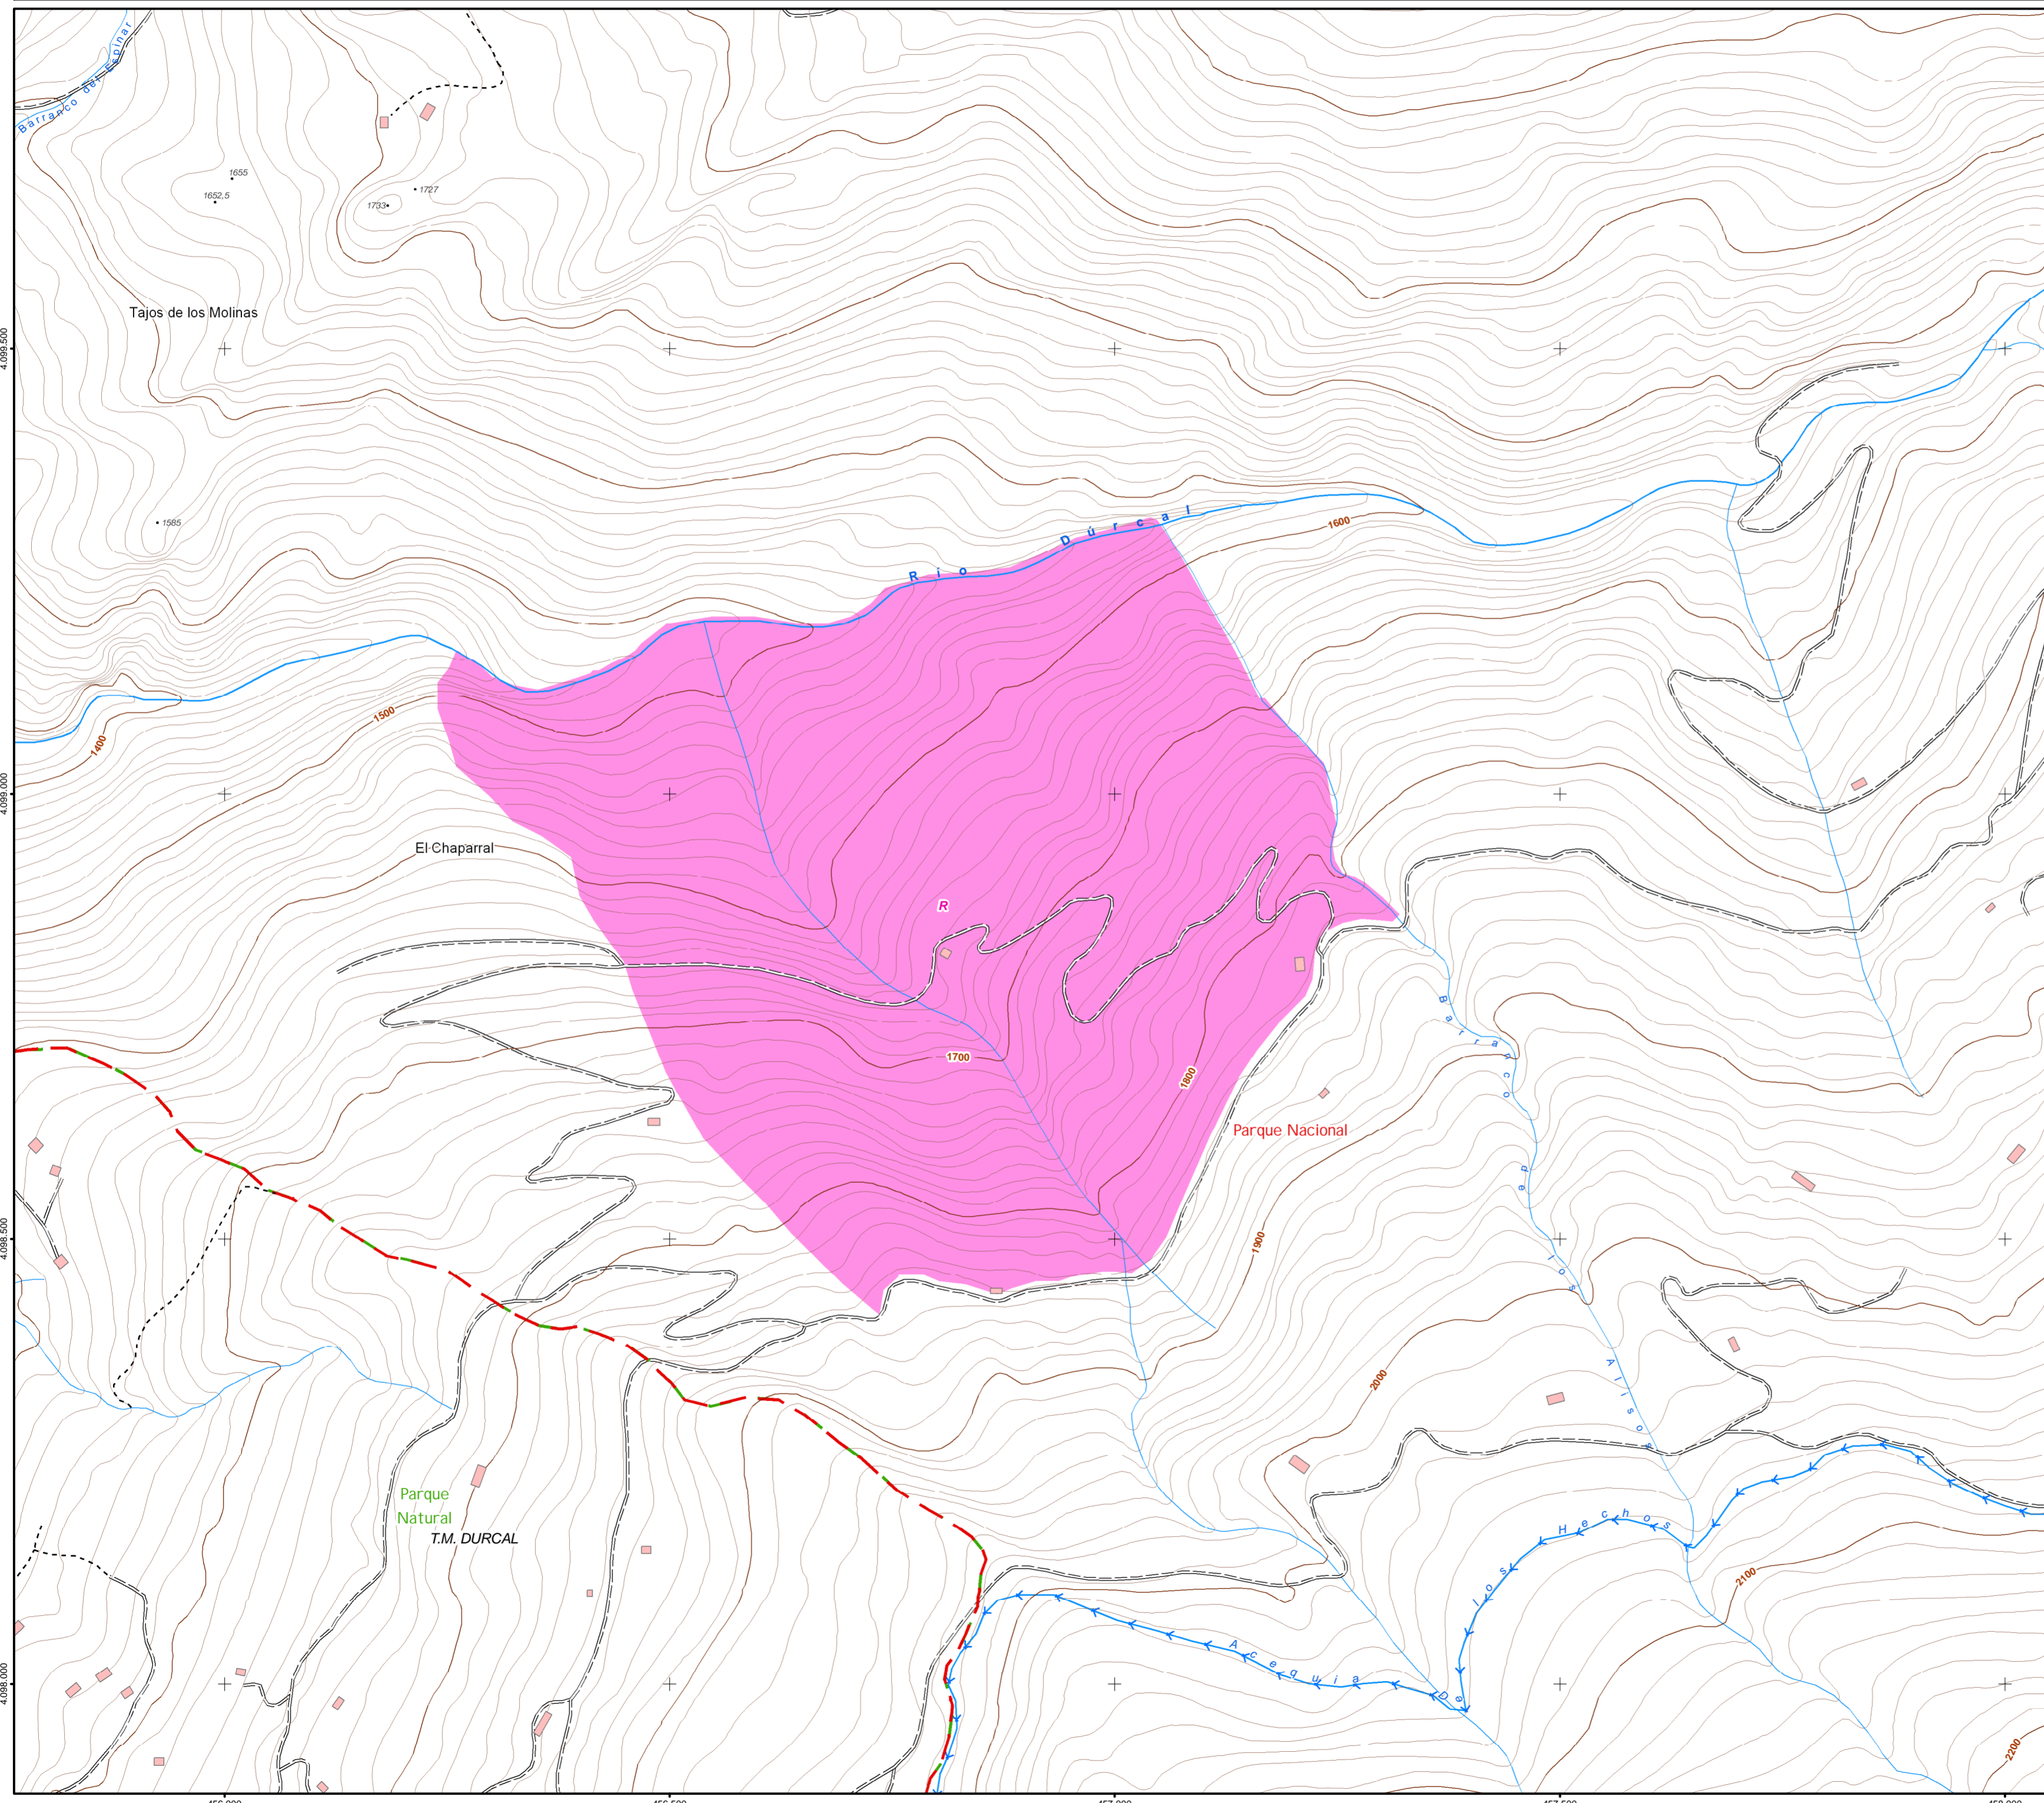 Barranco del Espinar
1655
1652,5
1727
1733
Tajos de los Molinas
4.099.500
1585
Rio Dúrcal
1600
1500
1400
4.099.000
El Chaparral
R
1700
1800
Barranco de los Alisos
Parque Nacional
4.098.500
1900
2000
Parque
Natural
T.M. DURCAL
Acequia De los Hechos
2100
4.098.000
2200